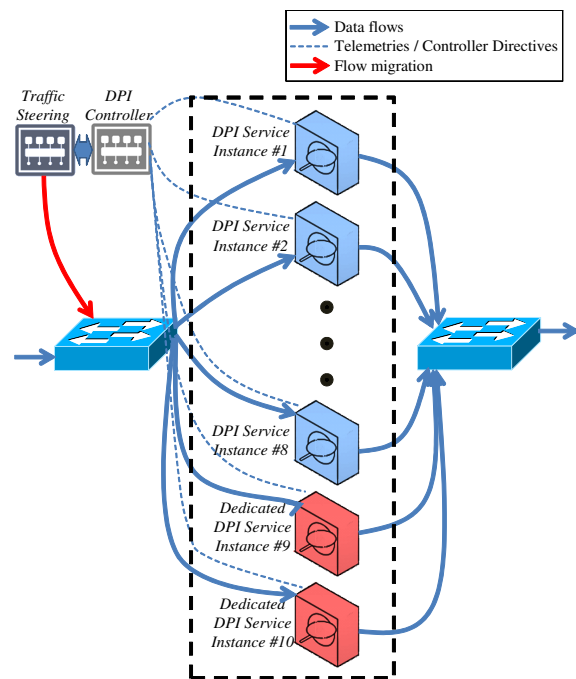 Data flows
Telemetries / Controller Directives
Flow migration
Traffic
Steering
DPI
Controller
DPI Service
Instance #1
DPI Service
Instance #2
DPI Service
Instance #8
Dedicated
DPI Service
Instance #9
Dedicated
DPI Service
Instance #10